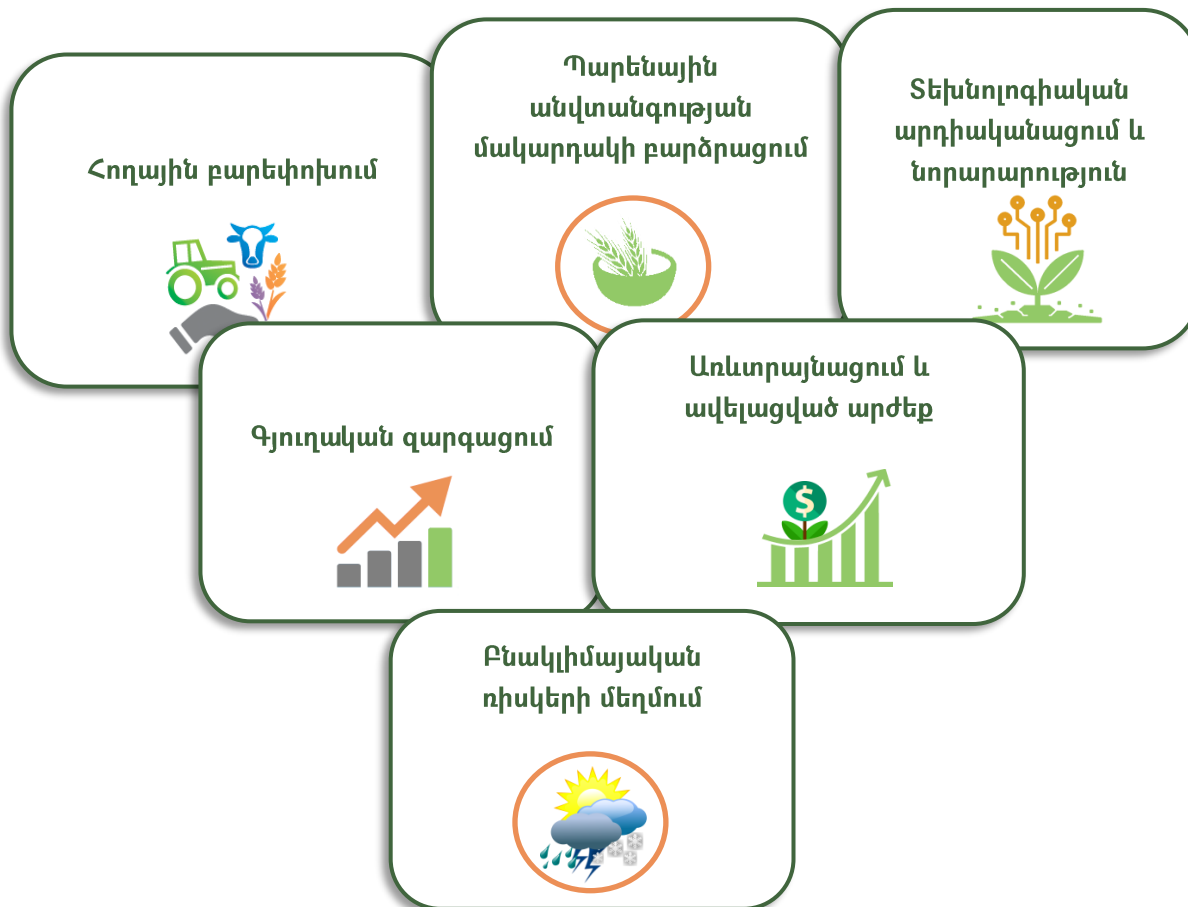 Հողային բարեփոխում
Պարենային
անվտանգության
մակարդակի բարձրացում
Տեխնոլոգիական
արդիականացում և
նորարարություն
Գյուղական զարգացում
Առևտրայնացում և
ավելացված արժեք
$
Բնակլիմայական
ռիսկերի մեղմում